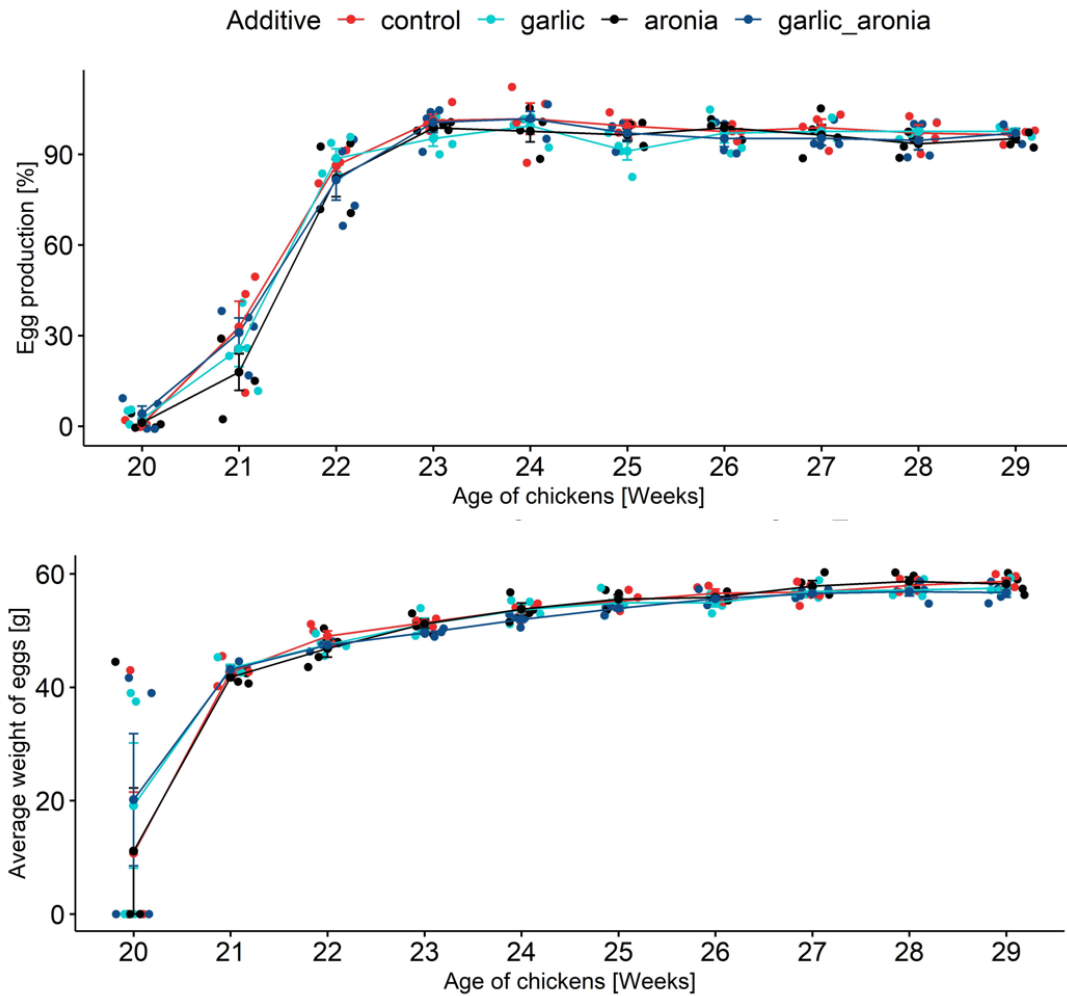 Additive control garlic aronia garlic_aronia
Egg production [%]
90
60
30
0
20 21 22 23 24 25 26 27 28 29
Age of chickens [Weeks]
Average weight of eggs [g]
60
40
20
0
20 21 22 23 24 25 26 27 28 29
Age of chickens [Weeks]